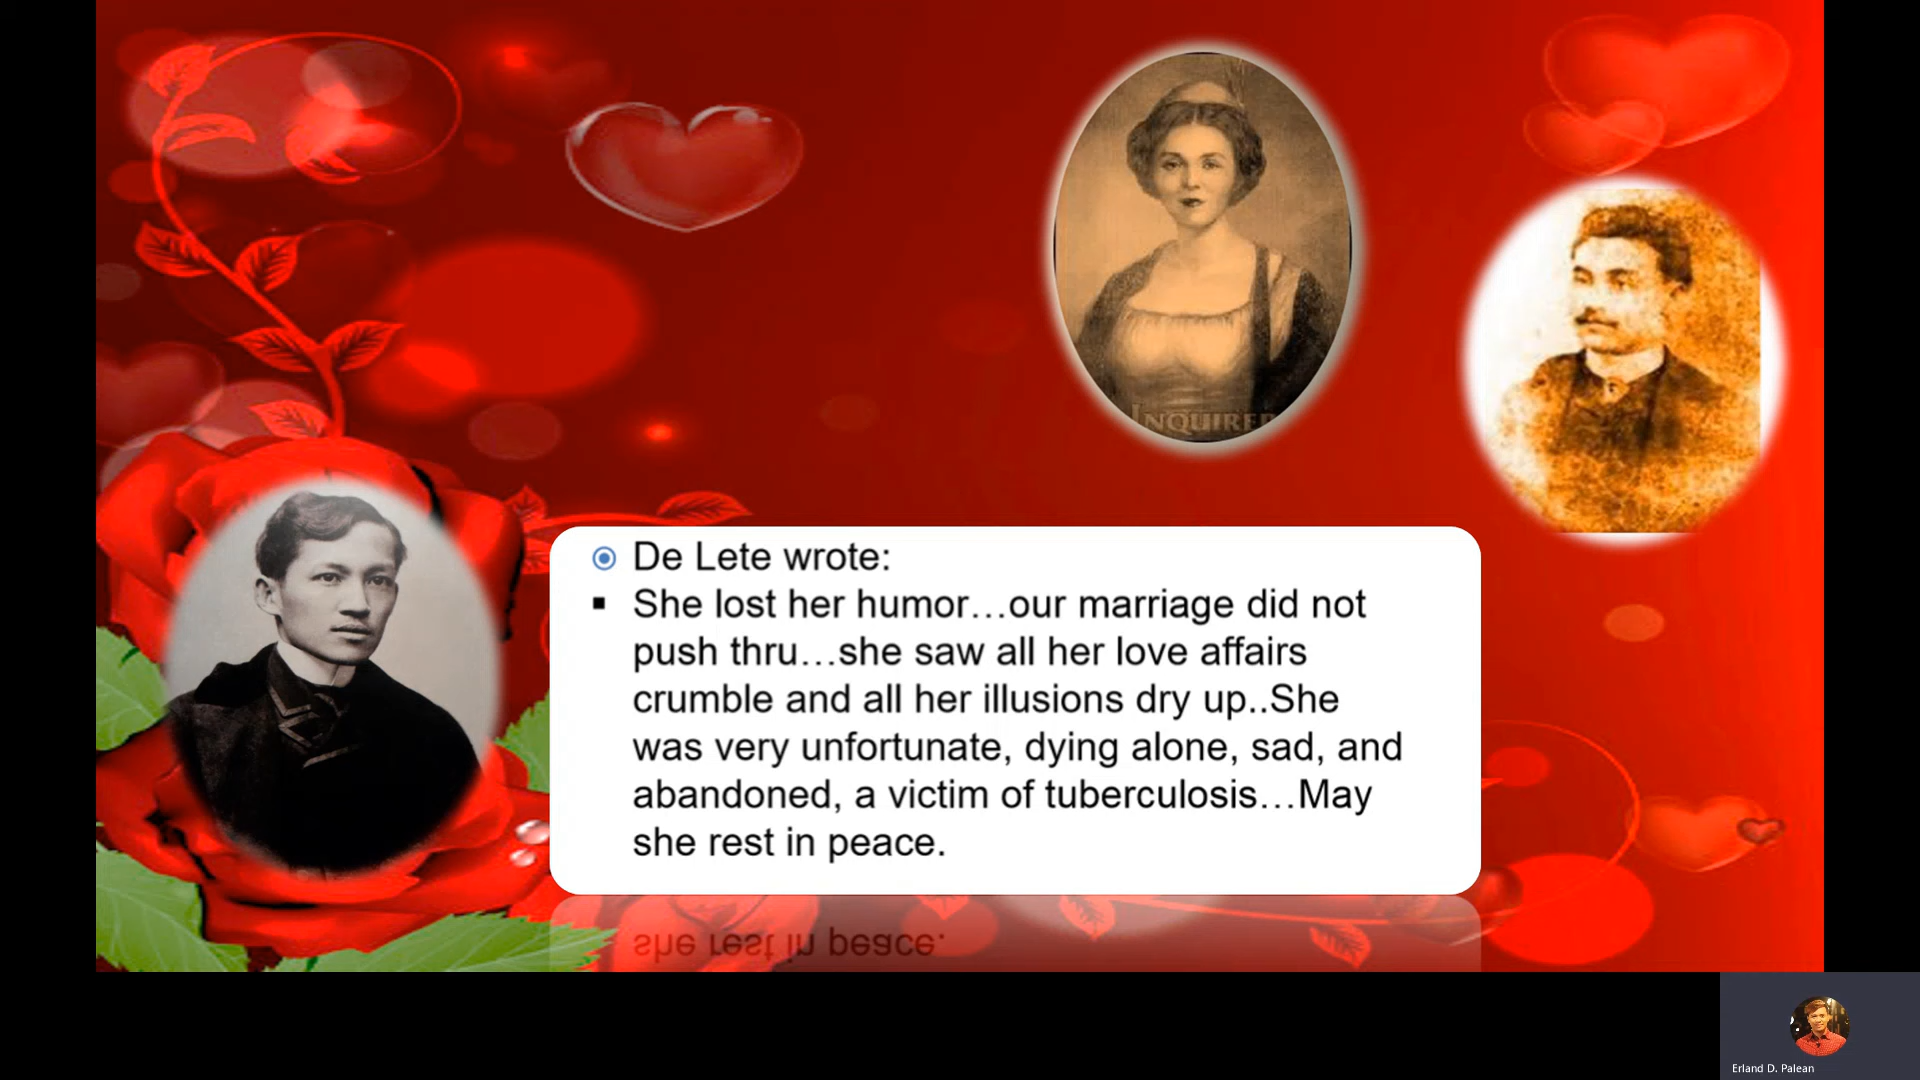 INQUIRER
De Lete wrote:
She lost her humor...our marriage did not
push thru...she saw all her love affairs
crumble and all her illusions dry up..She
was very unfortunate, dying alone, sad, and
abandoned, a victim of tuberculosis...May
she rest in peace.
she rest in peace.
Erland D. Palean